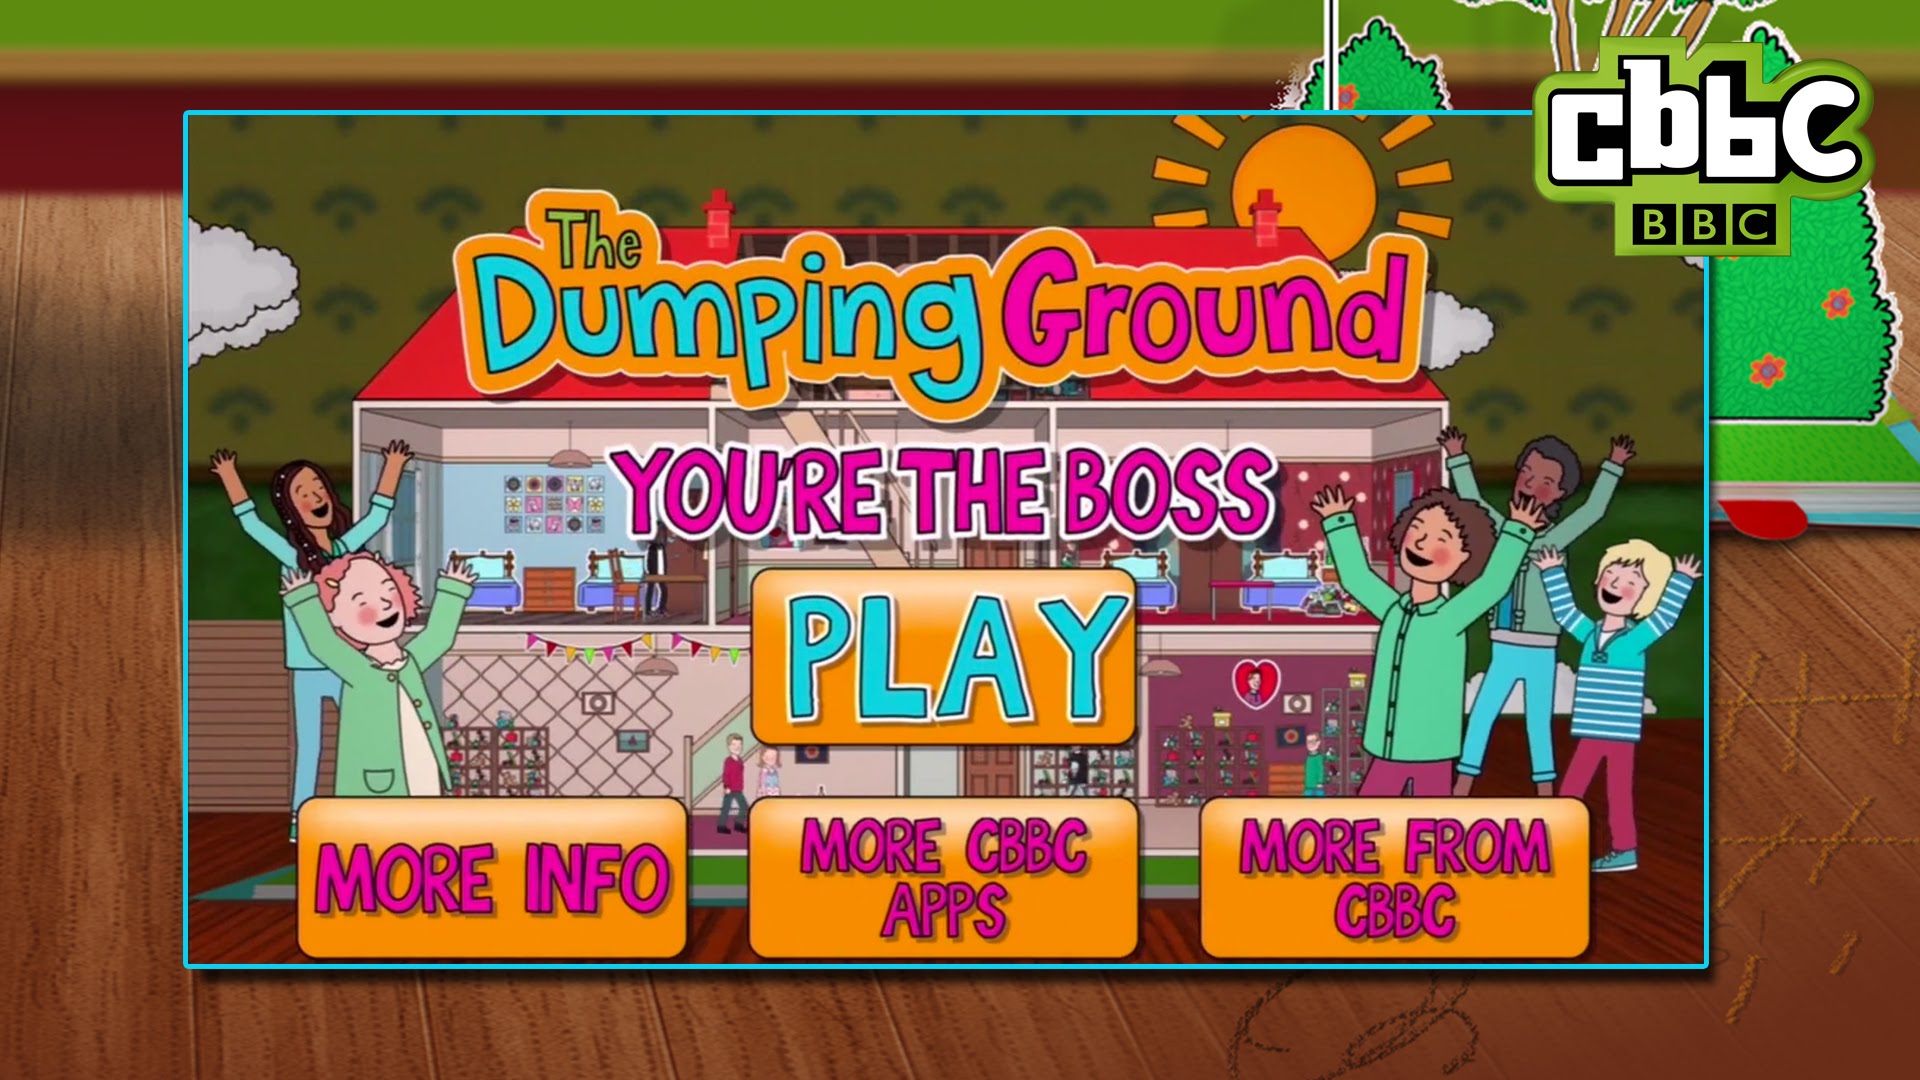 cbbc
BBC
The
Dumping Ground
YOU'RE THE BOSS
PLAY
MORE INFO
MORE CBBC
APPS
MORE FROM
CBBC